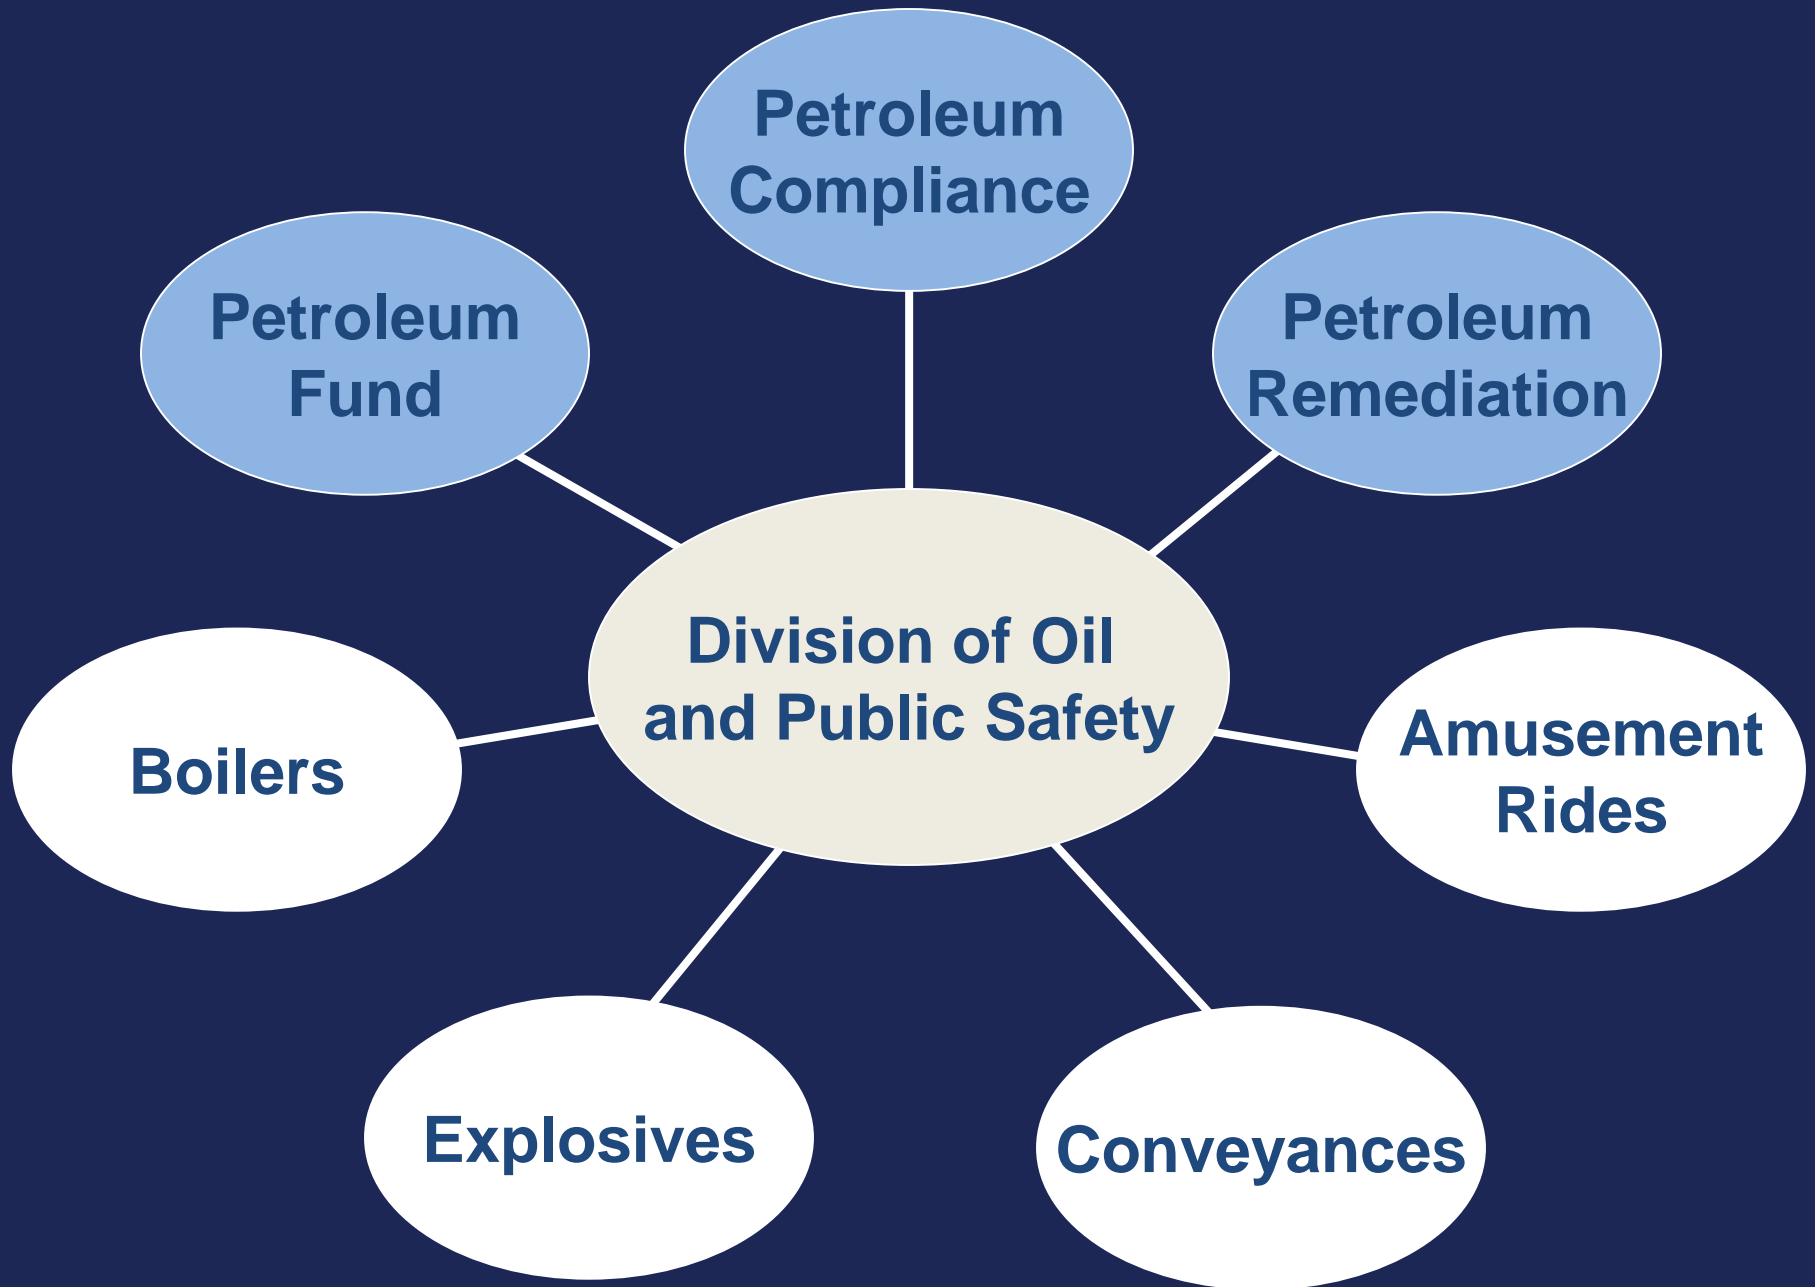 Petroleum
Compliance
Petroleum
Fund
Petroleum
Remediation
Division of Oil
and Public Safety
Boilers
Amusement
Rides
Explosives
Conveyances